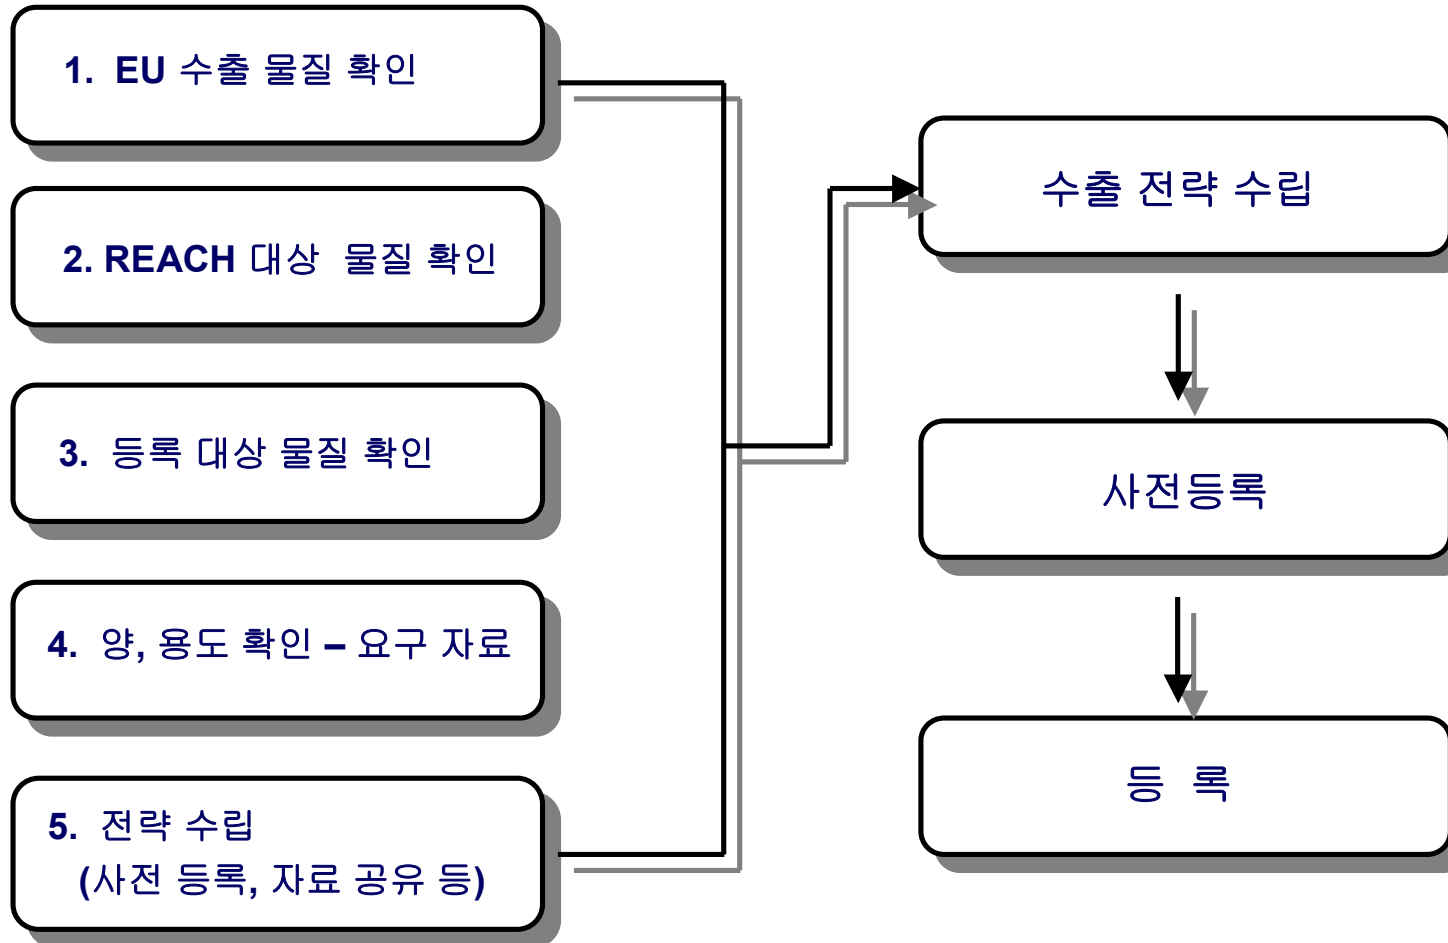 1. EU 수출 물질 확인
2. REACH 대상 물질 확인
3. 등록 대상 물질 확인
4. 양, 용도 확인 – 요구 자료
5. 전략 수립
(사전 등록, 자료 공유 등)
수출 전략 수립
사전등록
등 록